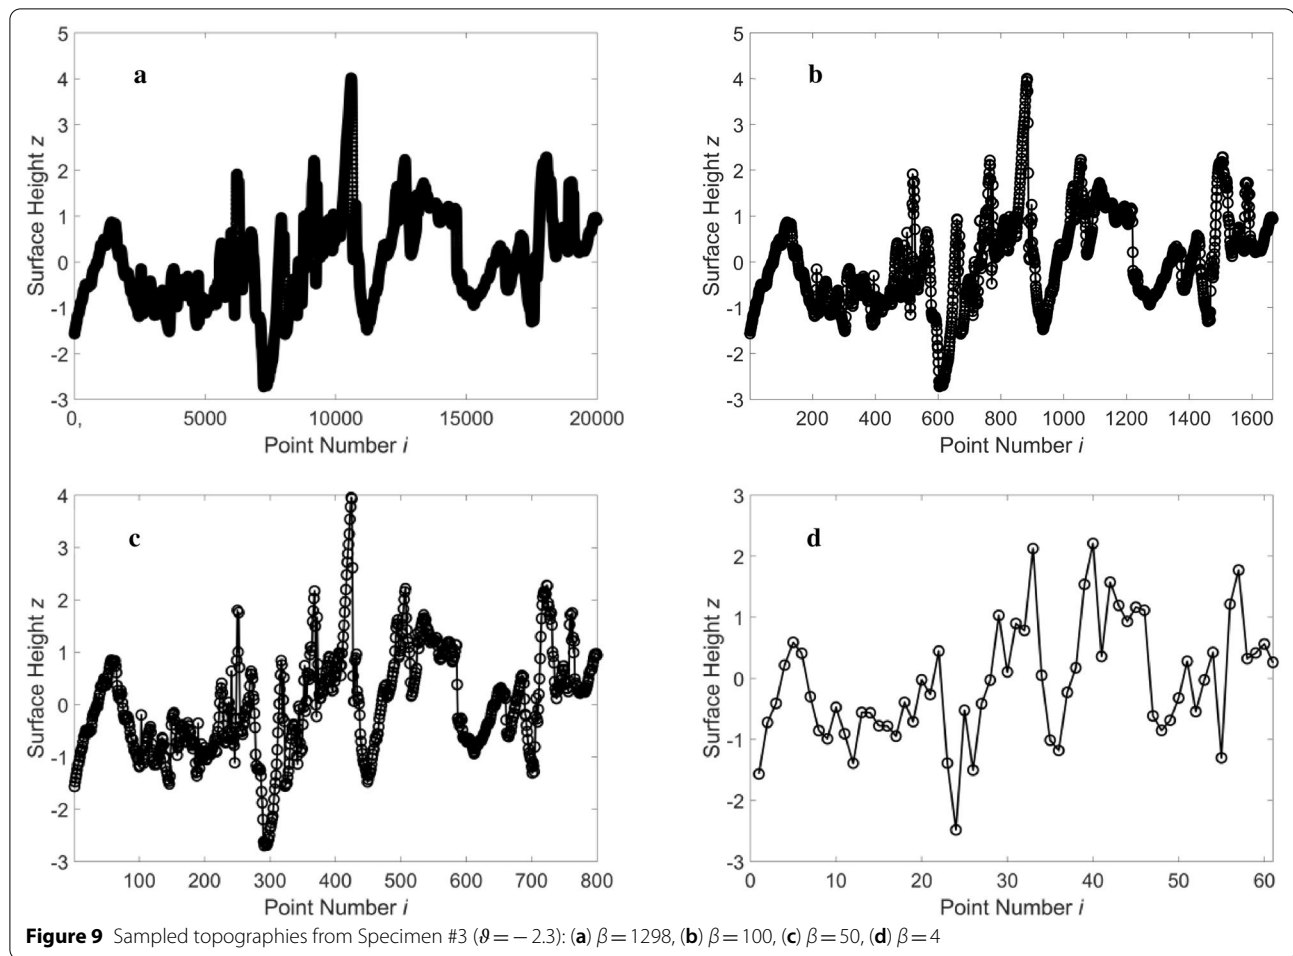 a
5
4
3
2
1
0
-1
-2
-3
Surface Height z
0, 5000 10000 15000 20000
Point Number i
b
5
4
3
2
1
0
-1
-2
-3
Surface Height z
200 400 600 800 1000 1200 1400 1600
Point Number i
c
4
3
2
1
0
-1
-2
-3
Surface Height z
100 200 300 400 500 600 700 800
Point Number i
d
3
2
1
0
-1
-2
-3
Surface Height z
0 10 20 30 40 50 60
Point Number i
Figure 9 Sampled topographies from Specimen #3 (ϑ = − 2.3): (a) β = 1298, (b) β = 100, (c) β = 50, (d) β = 4